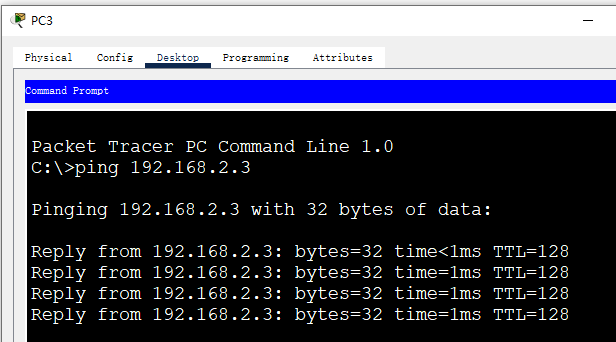 PC3
Physical Config Desktop Programming Attributes
Command Prompt
Packet Tracer PC Command Line 1.0
C:\>ping 192.168.2.3
Pinging 192.168.2.3 with 32 bytes of data:
Reply from 192.168.2.3: bytes=32 time<1ms TTL=128
Reply from 192.168.2.3: bytes=32 time=1ms TTL=128
Reply from 192.168.2.3: bytes=32 time=1ms TTL=128
Reply from 192.168.2.3: bytes=32 time=1ms TTL=128